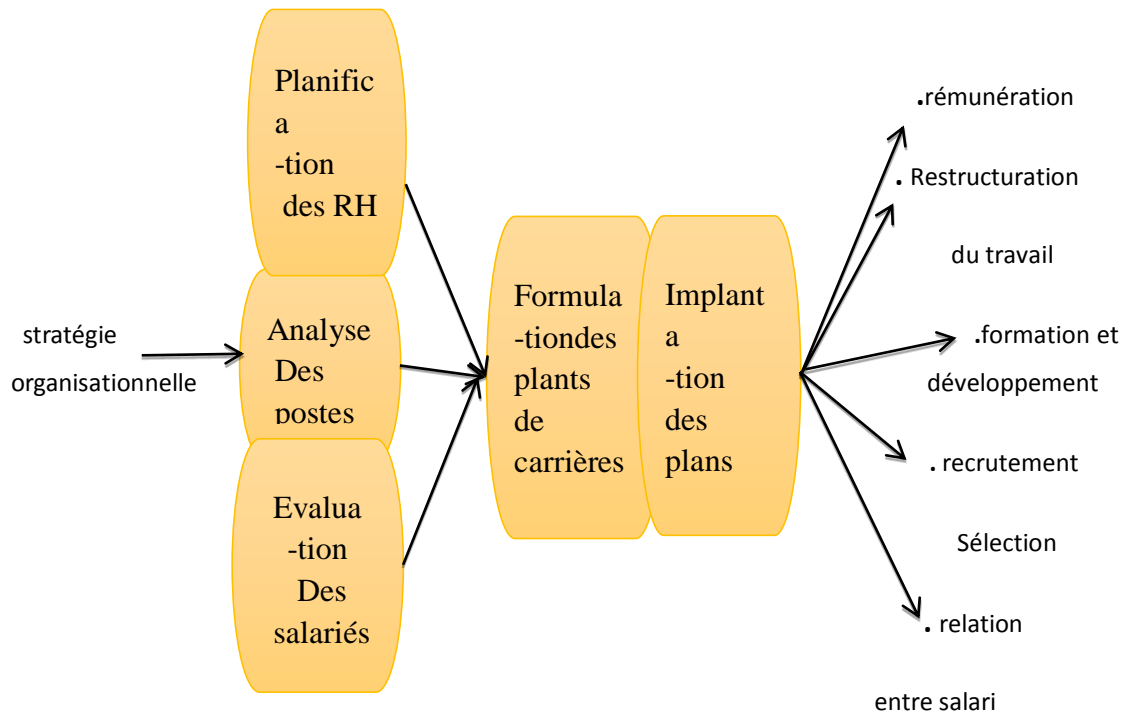 stratégie
organisationnelle
Planific
a
-tion
des RH
Analyse
Des
postes
Evalua
-tion
Des
salariés
Formula
-tiondes
plants
de
carrières
Implant
a
-tion
des
plans
.rémunération
. Restructuration
du travail
.formation et
développement
. recrutement
Sélection
. relation
entre salari